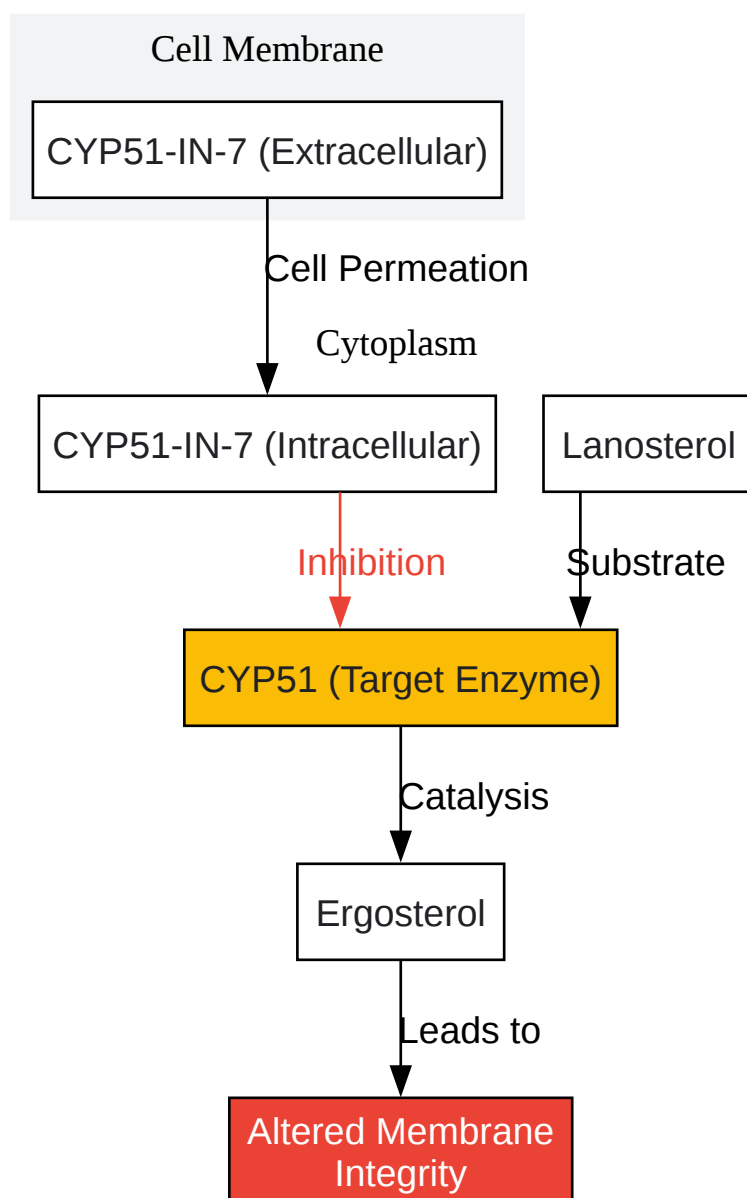 Cell Membrane
CYP51-IN-7 (Extracellular)
Cell Permeation
Cytoplasm
CYP51-IN-7 (Intracellular)
Lanosterol
Inhibition
Substrate
CYP51 (Target Enzyme)
Catalysis
Ergosterol
Leads to
Altered Membrane
Integrity